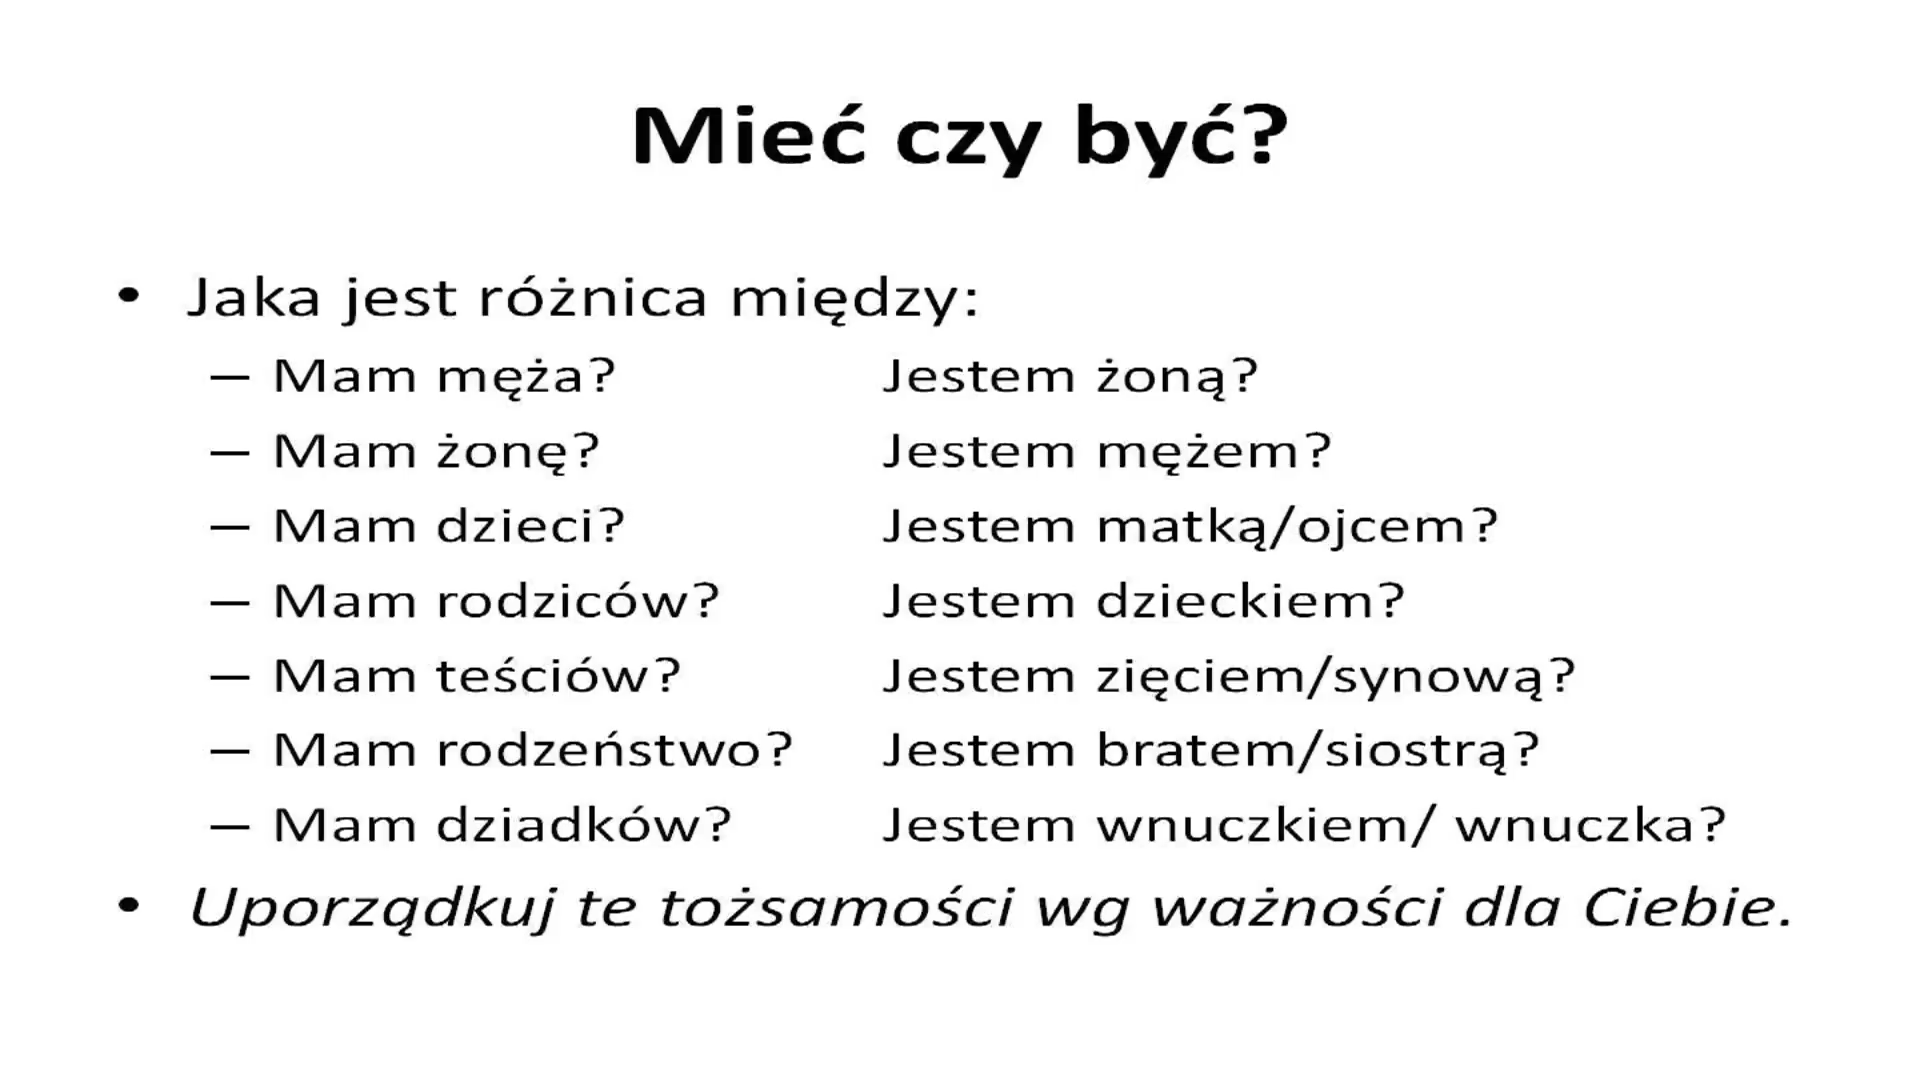 Mieć czy być?
• Jaka jest różnica między:
– Mam męża? Jestem żoną?
– Mam żonę? Jestem mężem?
– Mam dzieci? Jestem matką/ojcem?
– Mam rodziców? Jestem dzieckiem?
– Mam teściów? Jestem zięciem/synową?
– Mam rodzeństwo? Jestem bratem/siostrą?
– Mam dziadków? Jestem wnuczkiem/ wnuczka?
• Uporządkuj te tożsamości wg ważności dla Ciebie.